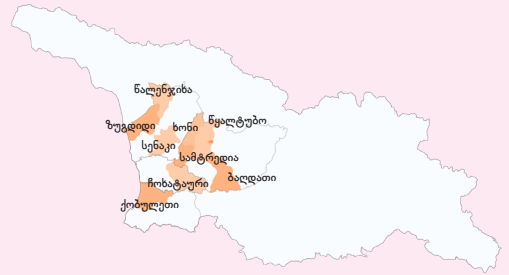 წალენჯიხა
ზუგდიდი
ხონი
წყალტუბო
სენაკი
სამტრედია
ჩოხატაური
ბაღდათი
ქობულეთი